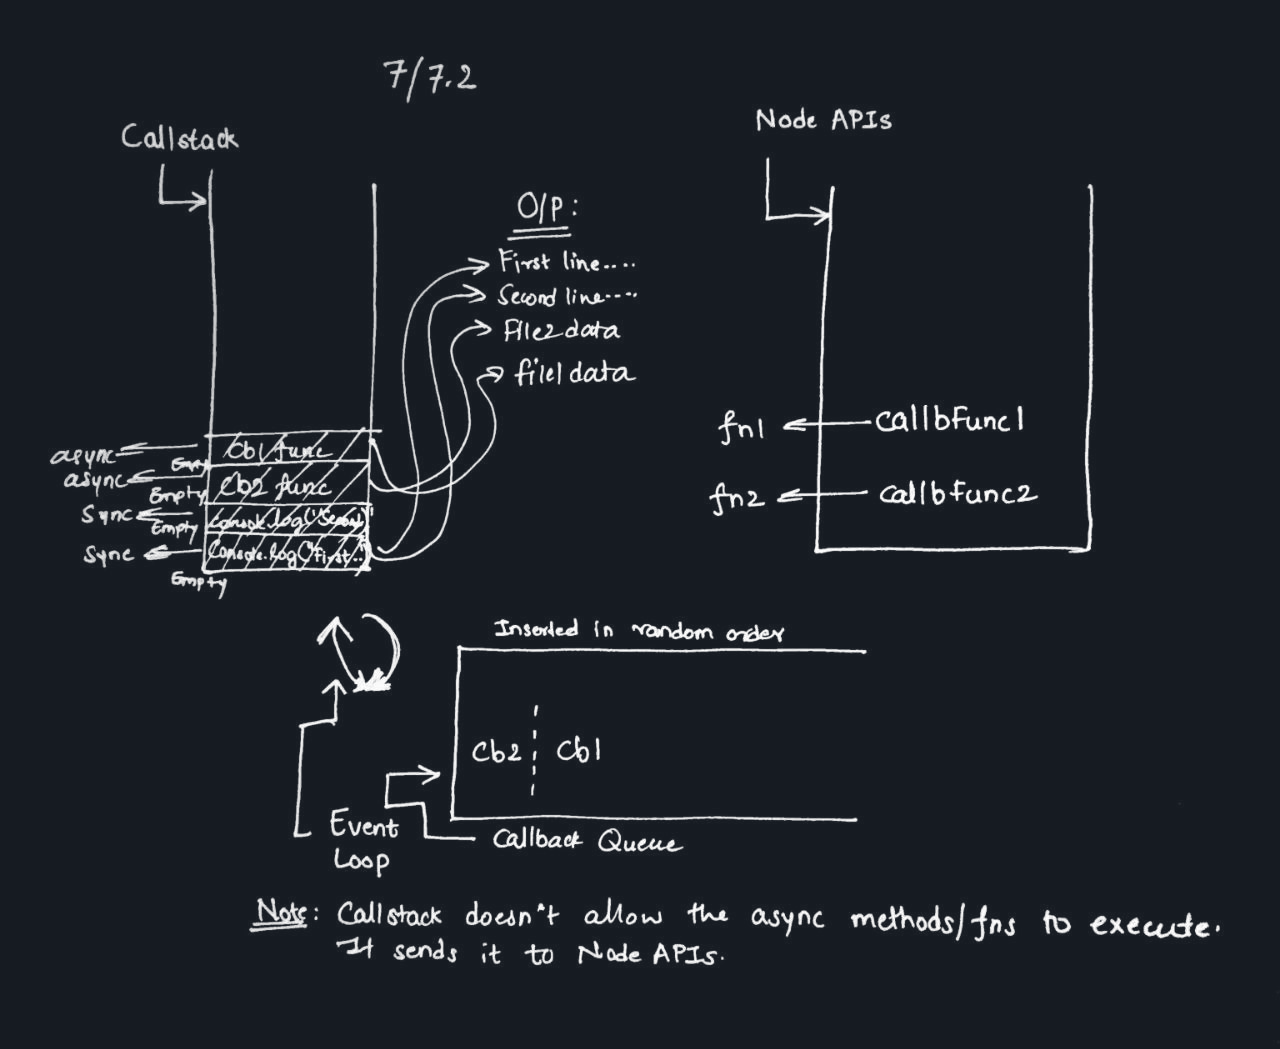 7/7.2
Callstack
Node APIs
O/P:
First line....
Second line....
File2 data
file1 data
async
Cb1 func
Empty
async
Cb2 func
Empty
Sync
Console.log("Second"
Empty
Sync
Console.log("first..")
Empty
fn1
callbFunc1
fn2
callbFunc2
Inserted in random order
Cb2
Cb1
Event
Loop
Callback Queue
Note: Callstack doesn't allow the async methods/fns to execute.
It sends it to Node APIs.